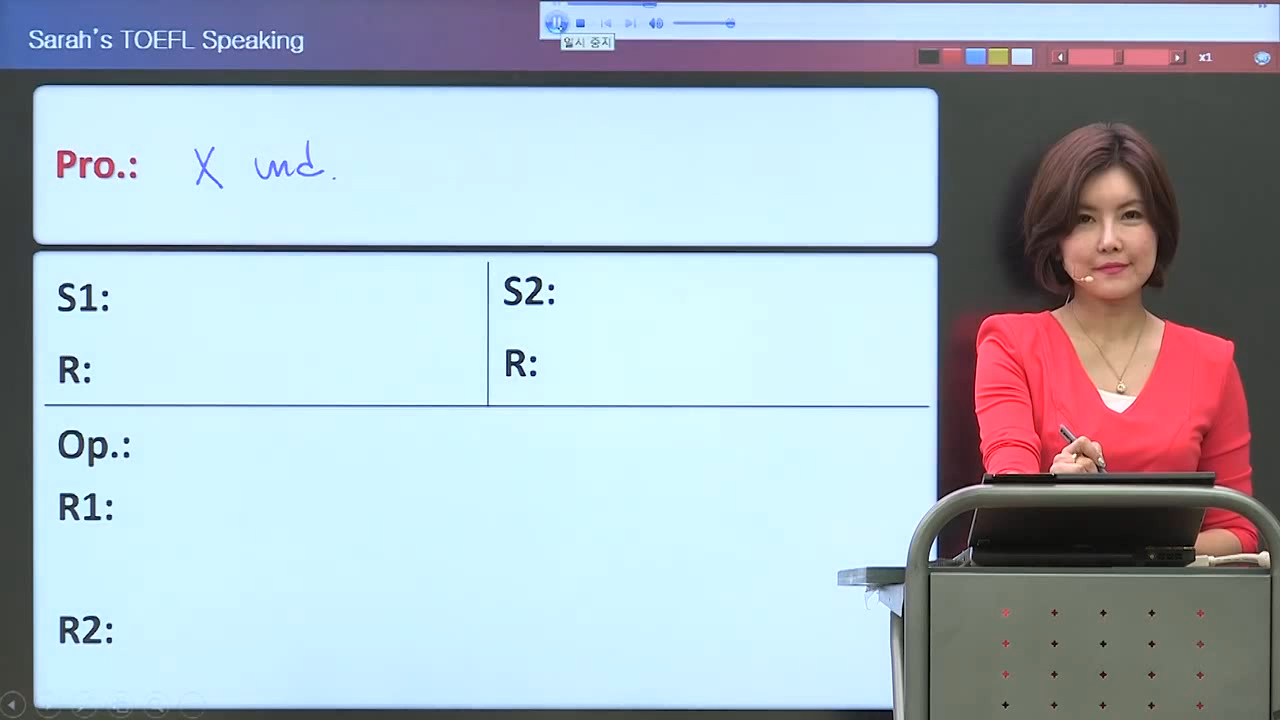 Sarah's TOEFL Speaking
일시 중지
x1
Pro.: X und.
S1:
S2:
R:
R:
Op.:
R1:
R2: